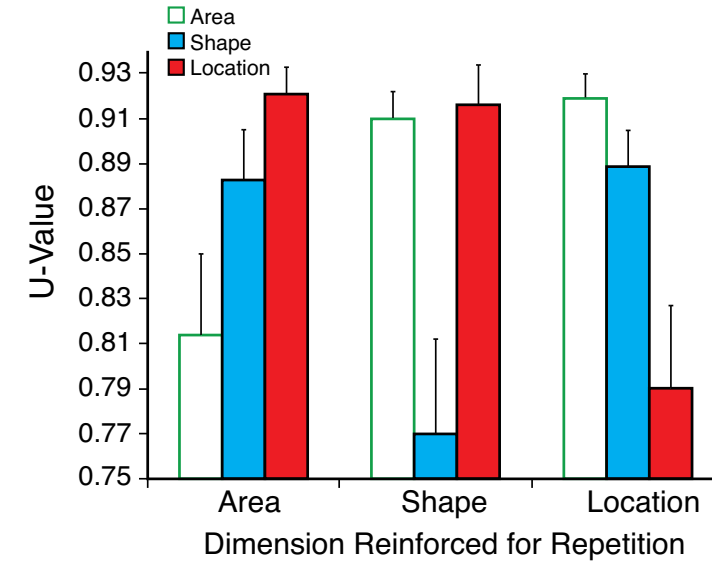 Area
Shape
Location
0.93
0.91
0.89
0.87
0.85
0.83
0.81
0.79
0.77
0.75
U-Value
Area Shape Location
Dimension Reinforced for Repetition